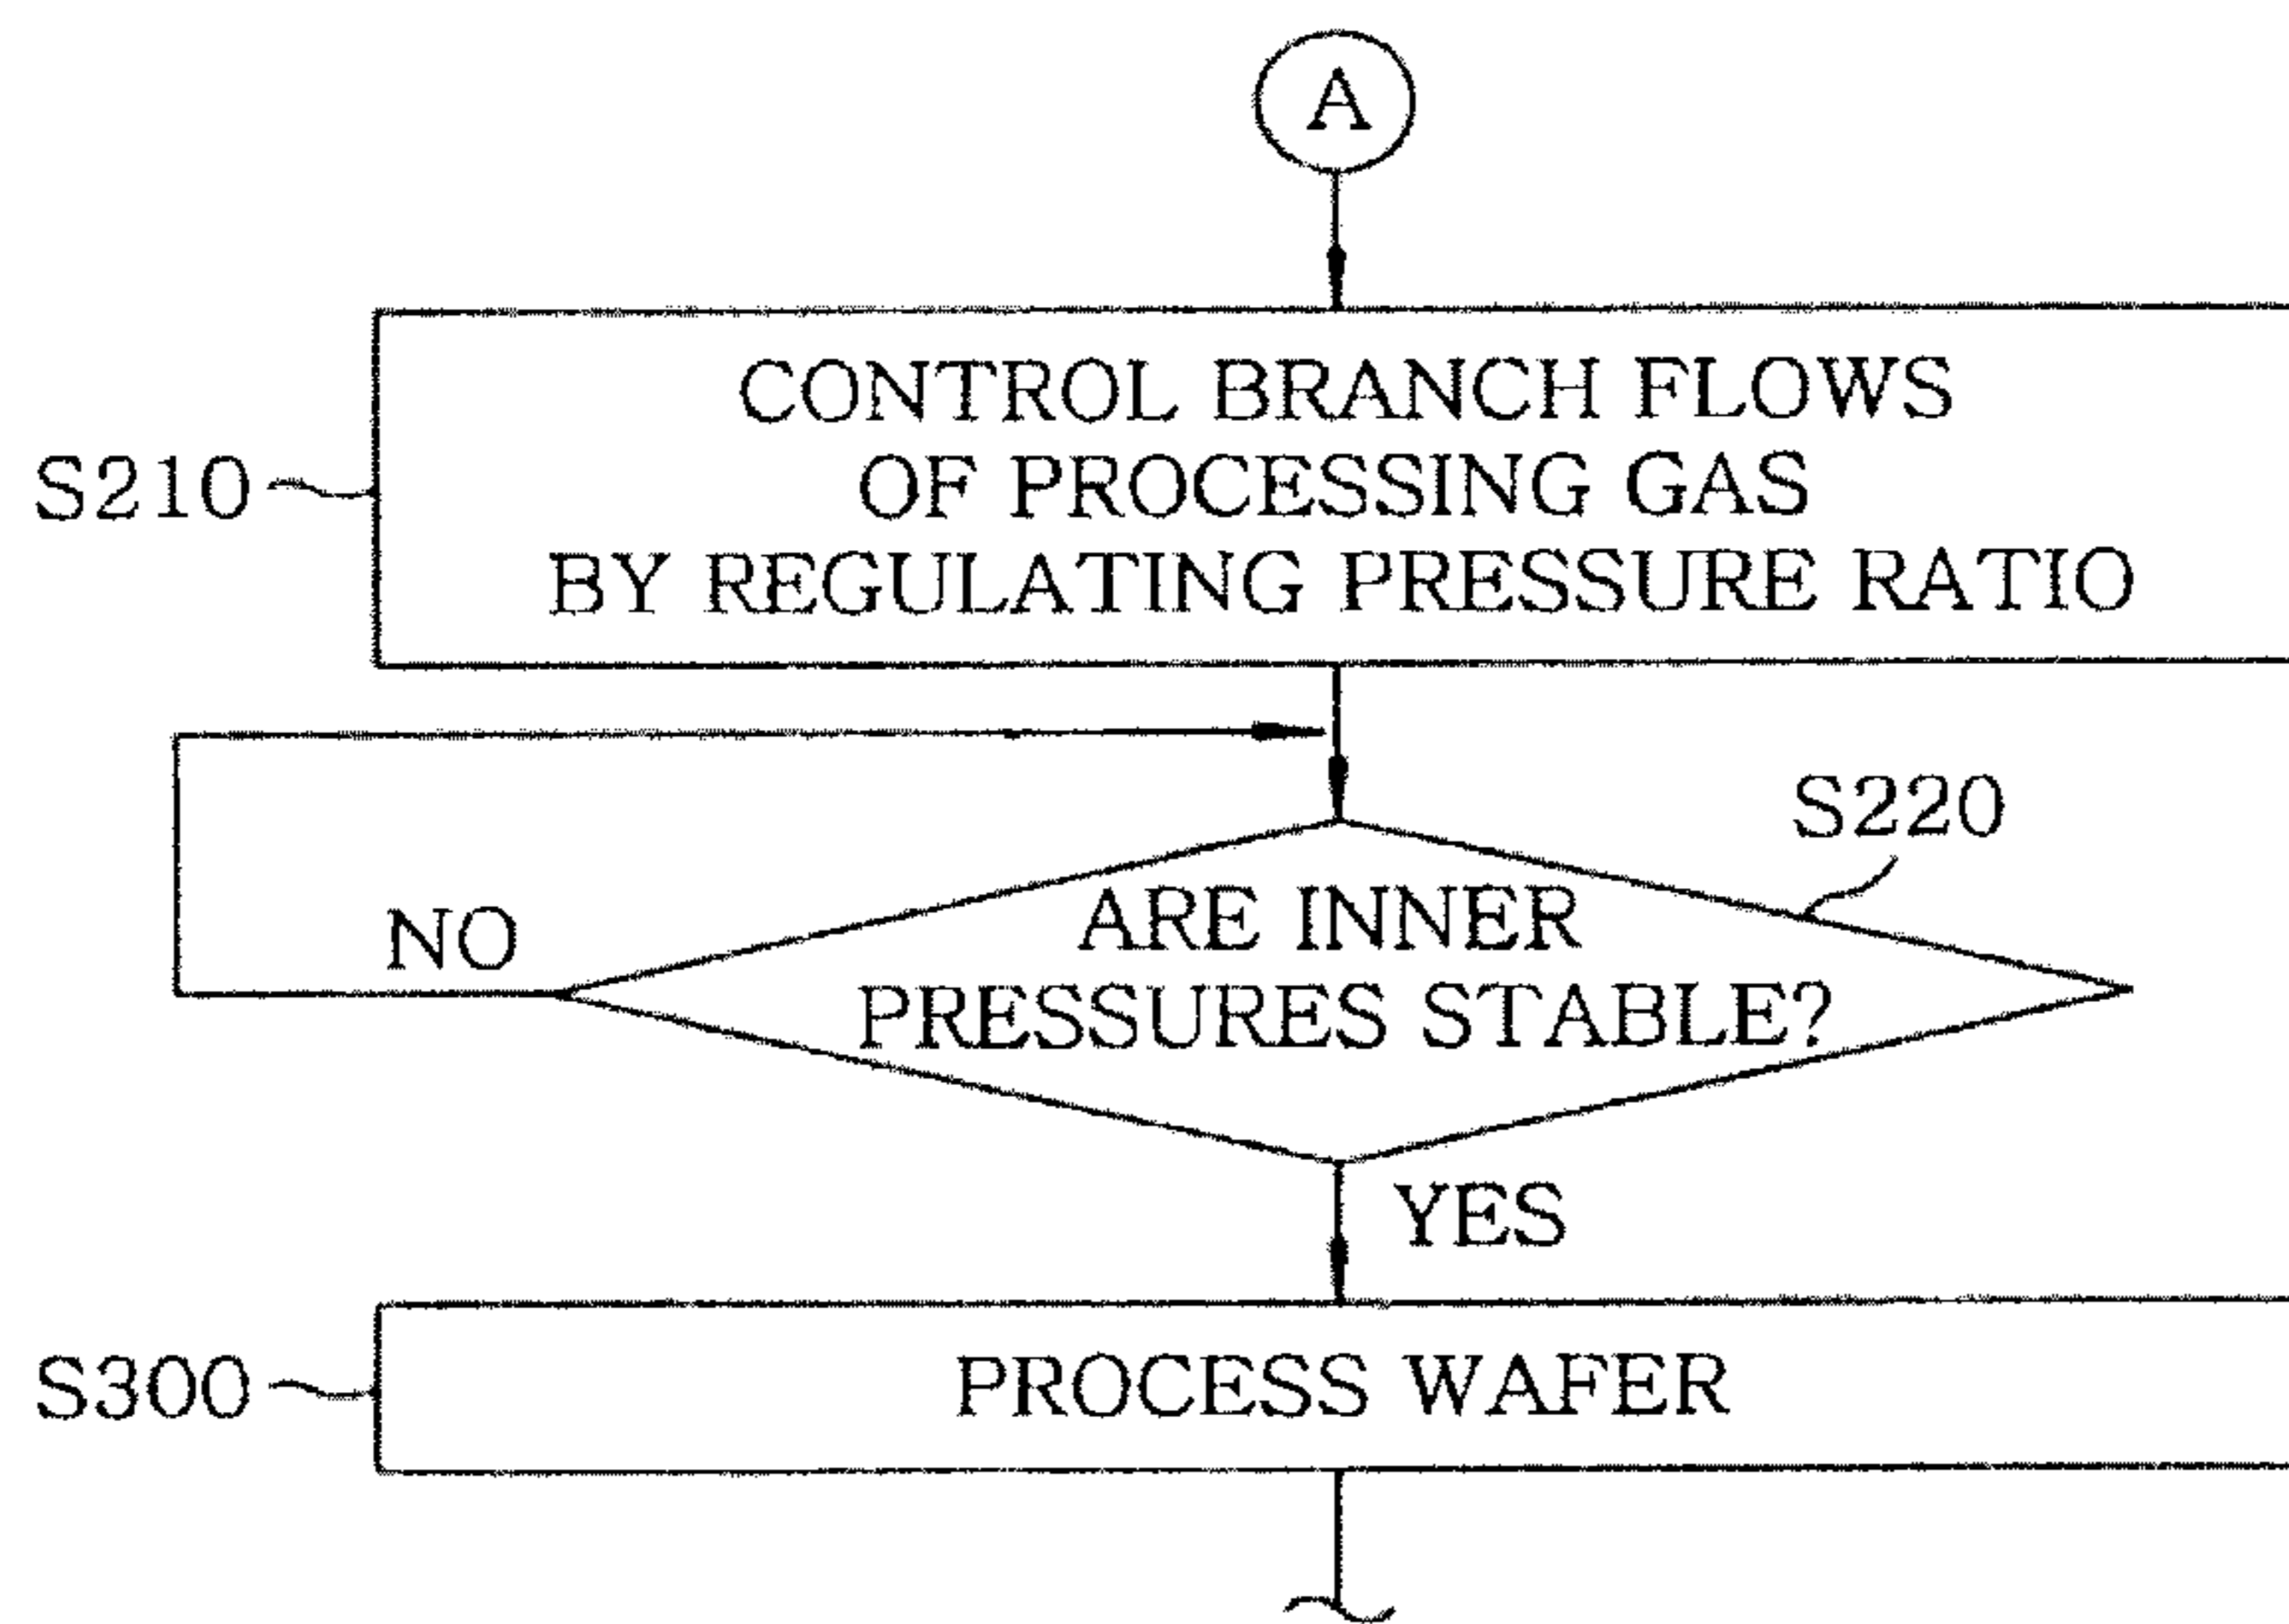 A
CONTROL BRANCH FLOWS
OF PROCESSING GAS
BY REGULATING PRESSURE RATIO
S210
S220
ARE INNER
PRESSURES STABLE?
NO
YES
S300
PROCESS WAFER